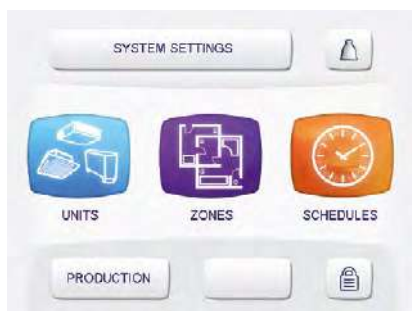 SYSTEM SETTINGS
UNITS
ZONES
SCHEDULES
PRODUCTION